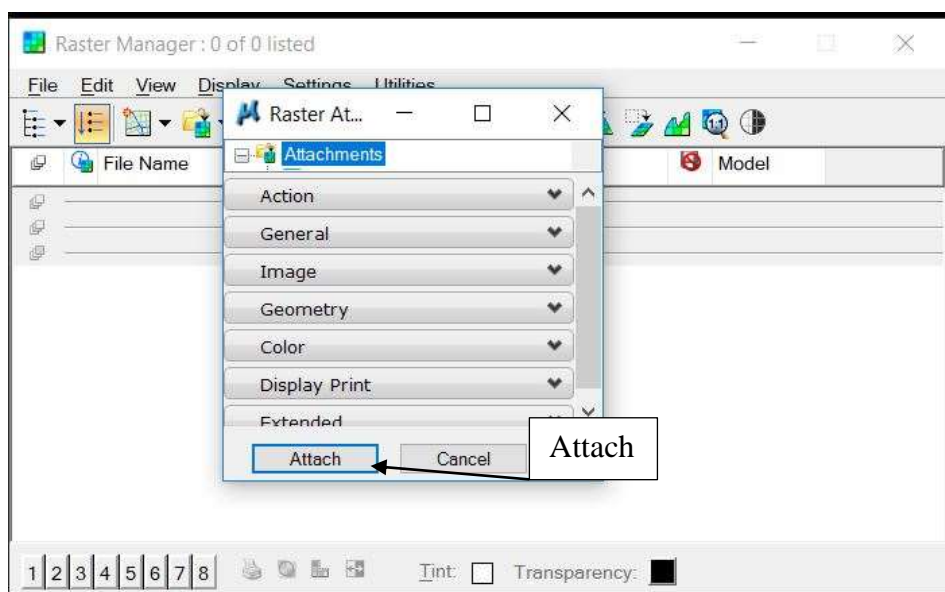 Raster Manager : 0 of 0 listed
File Edit View Display Settings Utilities
Raster At...
Attachments
File Name
Model
Action
General
Image
Geometry
Color
Display Print
Extended
Attach Cancel
Attach
1 2 3 4 5 6 7 8
Tint: Transparency: